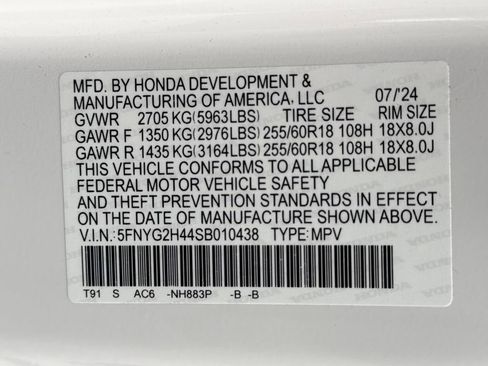 MFD. BY HONDA DEVELOPMENT &
MANUFACTURING OF AMERICA, LLC 07/'24
GVWR 2705 KG(5963LBS) TIRE SIZE RIM SIZE
GAWR F 1350 KG(2976LBS) 255/60R18 108H 18X8.0J
GAWR R 1435 KG(3164LBS) 255/60R18 108H 18X8.0J
THIS VEHICLE CONFORMS TO ALL APPLICABLE
FEDERAL MOTOR VEHICLE SAFETY
AND THEFT PREVENTION STANDARDS IN EFFECT
ON THE DATE OF MANUFACTURE SHOWN ABOVE.
V.I.N.: 5FNYG2H44SB010438 TYPE: MPV
T91 S AC6 -NH883P -B -B